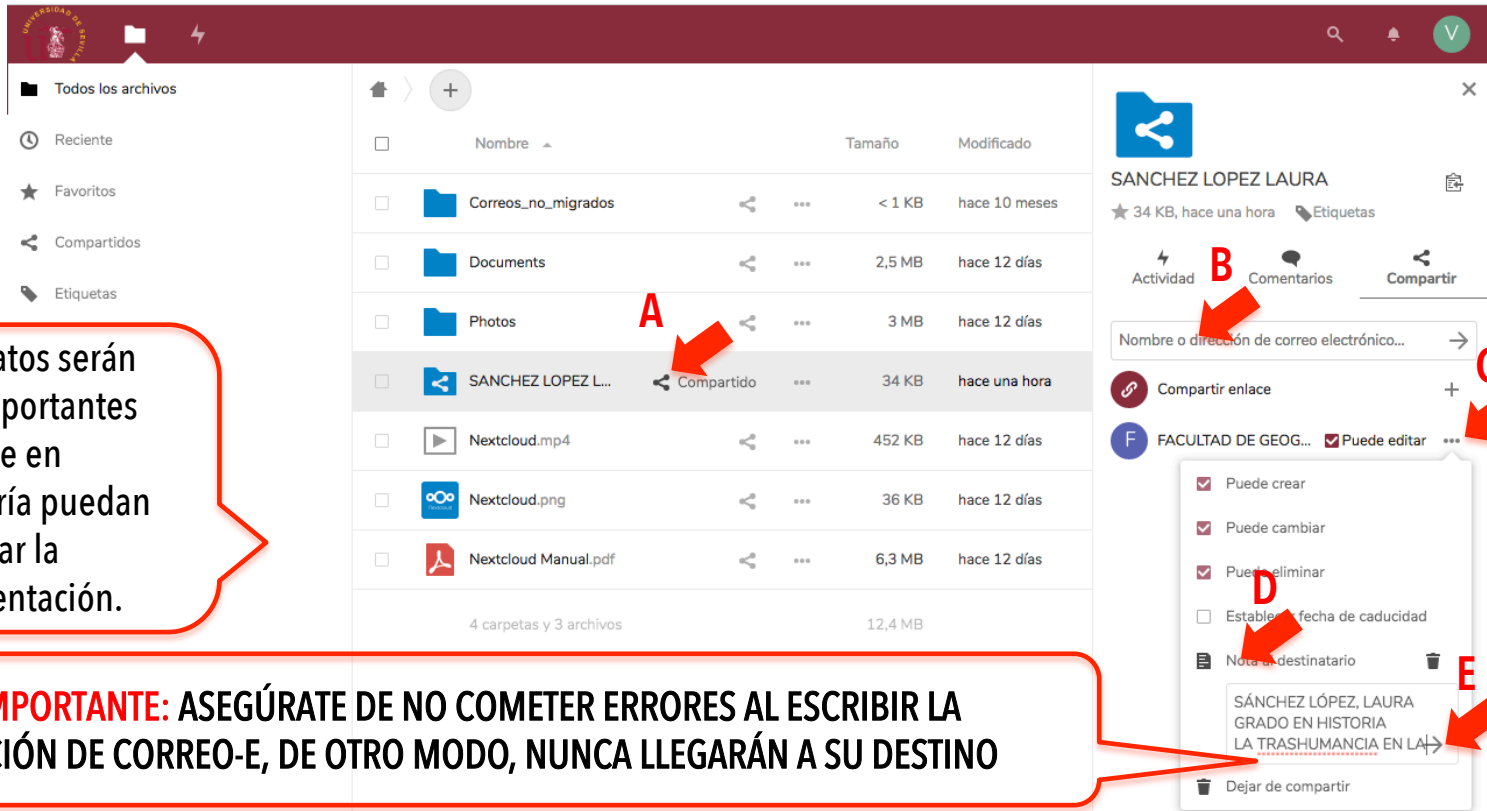 UNIVERSIDAD DE SEVILLA
V
Todos los archivos
Reciente
Favoritos
Compartidos
Etiquetas
Nombre Tamaño Modificado
Correos_no_migrados < 1 KB hace 10 meses
Documents 2,5 MB hace 12 días
Photos 3 MB hace 12 días
SANCHEZ LOPEZ L... Compartido 34 KB hace una hora
Nextcloud.mp4 452 KB hace 12 días
Nextcloud.png 36 KB hace 12 días
Nextcloud Manual.pdf 6,3 MB hace 12 días
4 carpetas y 3 archivos 12,4 MB
A
atos serán
portantes
e en
ría puedan
ar la
entación.
MPORTANTE: ASEGÚRATE DE NO COMETER ERRORES AL ESCRIBIR LA
CIÓN DE CORREO-E, DE OTRO MODO, NUNCA LLEGARÁN A SU DESTINO
SANCHEZ LOPEZ LAURA
34 KB, hace una hora Etiquetas
Actividad Comentarios Compartir
B
Nombre o dirección de correo electrónico...
C
Compartir enlace
F FACULTAD DE GEOG... Puede editar
Puede crear
Puede cambiar
Puede eliminar
D
Establecer fecha de caducidad
Nota al destinatario
E
SÁNCHEZ LÓPEZ, LAURA
GRADO EN HISTORIA
LA TRASHUMANCIA EN LA
Dejar de compartir